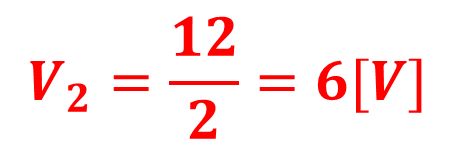 V₂ = 12/2 = 6[V]